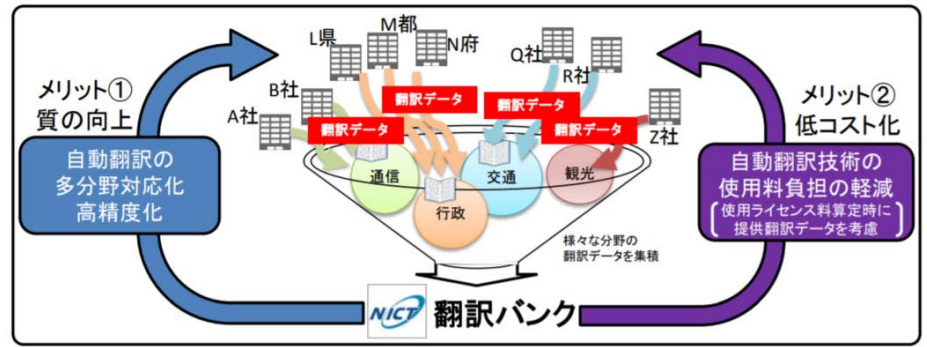 メリット①
質の向上
自動翻訳の
多分野対応化
高精度化
A社
B社
L県
M都
N府
Q社
R社
Z社
翻訳データ
翻訳データ
翻訳データ
翻訳データ
通信
行政
交通
観光
様々な分野の
翻訳データを集積
NICT 翻訳バンク
メリット②
低コスト化
自動翻訳技術の
使用料負担の軽減
使用ライセンス料算定時に
提供翻訳データを考慮